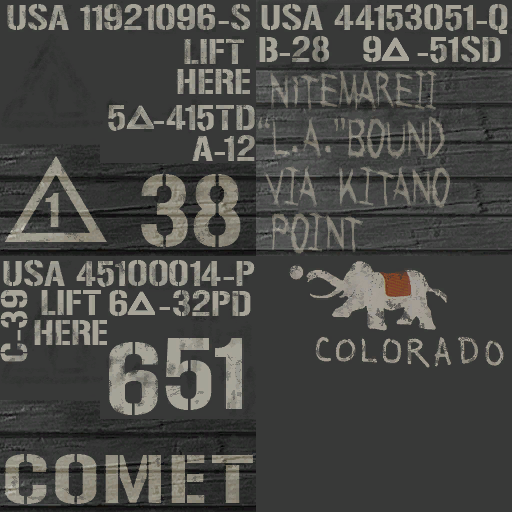 USA 11921096-S
LIFT
HERE
5△-415TD
A-12
1
38
USA 44153051-Q
B-28 9△-51SD
NITEMAREII
"L.A." BOUND
VIA KITANO
POINT
USA 45100014-P
C-39
LIFT 6△-32PD
HERE
651
COMET
COLORADO